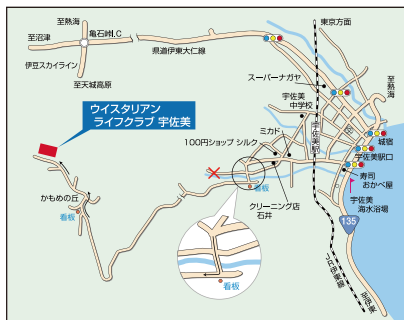 至熱海
東京方面
至沼津
亀石峠I.C
県道伊東大仁線
伊豆スカイライン
至天城高原
スーパーナガヤ
至熱海
宇佐美
中学校
ウイスタリアン
ライフクラブ 宇佐美
ミカド
100円ショップ シルク
宇佐美駅
城宿
宇佐美駅口
寿司
おかべ屋
看板
かもめの丘
看板
クリーニング店
石井
宇佐美
海水浴場
135
看板
JR伊東線
至伊東